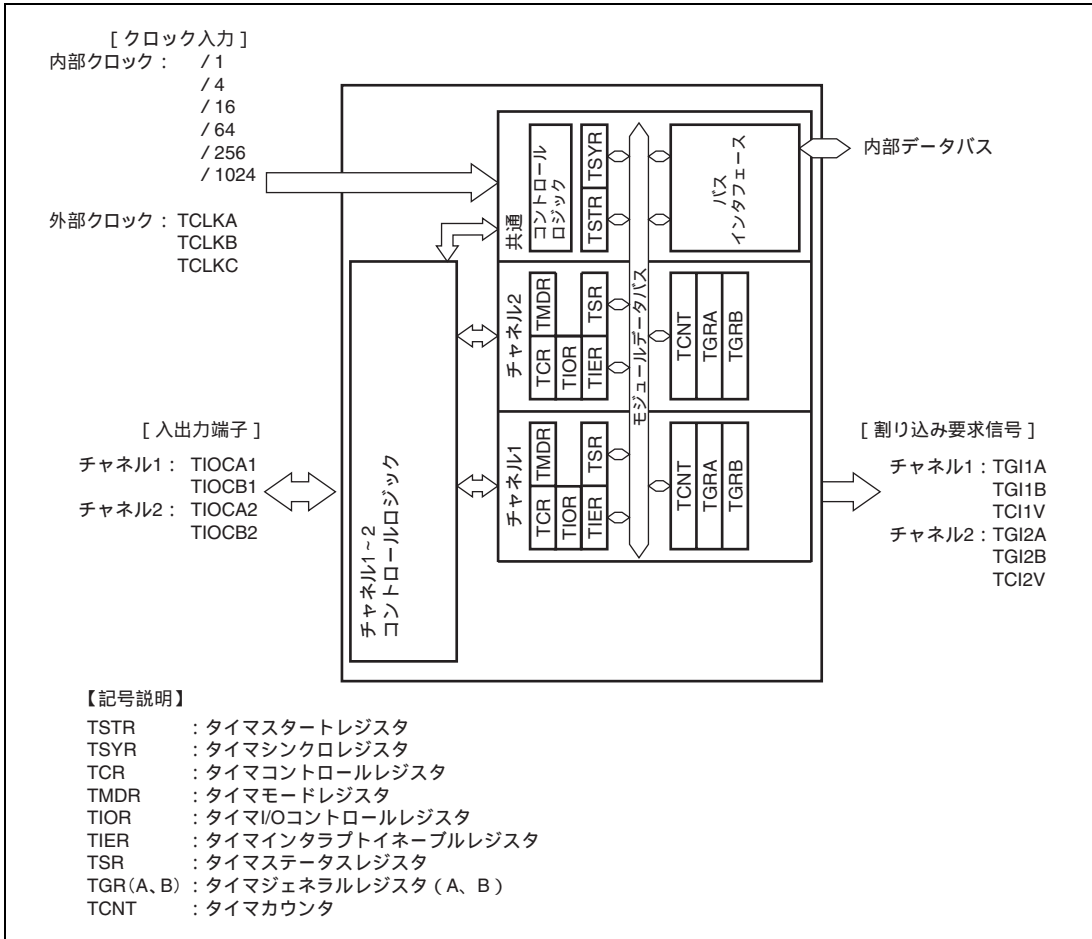 [ クロック入力 ]
内部クロック : / 1
/ 4
/ 16
/ 64
/ 256
/ 1024
外部クロック : TCLKA
TCLKB
TCLKC
[ 入出力端子 ]
チャネル1 : TIOCA1
TIOCB1
チャネル2 : TIOCA2
TIOCB2
チャネル1~2
コントロールロジック
共通
コントロール
ロジック
TSTR
TSYR
バス
インタフェース
チャネル2
TCR
TMDR
TIOR
TIER
TSR
TCNT
TGRA
TGRB
チャネル1
TCR
TMDR
TIOR
TIER
TSR
TCNT
TGRA
TGRB
モジュールデータバス
内部データバス
[ 割り込み要求信号 ]
チャネル1 : TGI1A
TGI1B
TCI1V
チャネル2 : TGI2A
TGI2B
TCI2V
【記号説明】
TSTR : タイマスタートレジスタ
TSYR : タイマシンクロレジスタ
TCR : タイマコントロールレジスタ
TMDR : タイマモードレジスタ
TIOR : タイマI/Oコントロールレジスタ
TIER : タイマインタラプトイネーブルレジスタ
TSR : タイマステータスレジスタ
TGR(A、B) : タイマジェネラルレジスタ ( A、B )
TCNT : タイマカウンタ